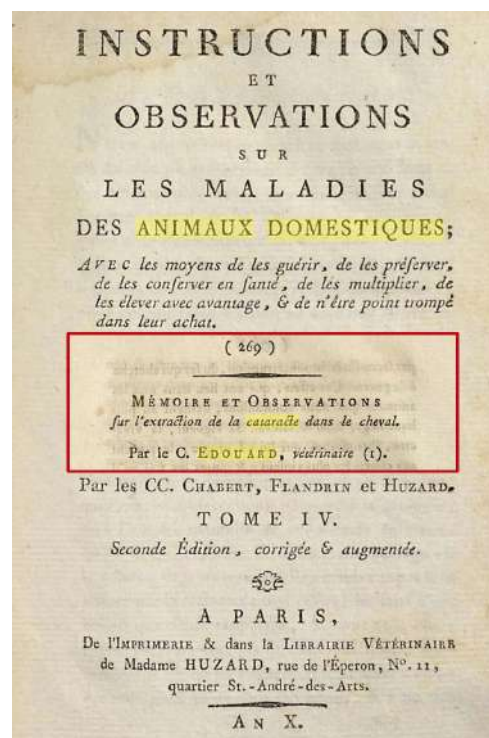 INSTRUCTIONS
ET
OBSERVATIONS
SUR
LES MALADIES
DES ANIMAUX DOMESTIQUES;
AVEC les moyens de les guérir, de les préſerver,
de les conſerver en ſanté, de les multiplier, de
les élever avec avantage, & de n'être point trompé
dans leur achat.
( 269 )
MÉMOIRE ET OBSERVATIONS
ſur l'extraction de la cataracte dans le cheval.
Par le C. EDOUARD, vétérinaire (1).
Par les CC. CHABERT, FLANDRIN et HUZARD.
TOME IV.
Seconde Édition, corrigée & augmentée.
A PARIS,
De l'IMPRIMERIE & dans la LIBRAIRIE VÉTÉRINAIRE
de Madame HUZARD, rue de l'Éperon, N°. 11,
quartier St.-André-des-Arts.
AN X.